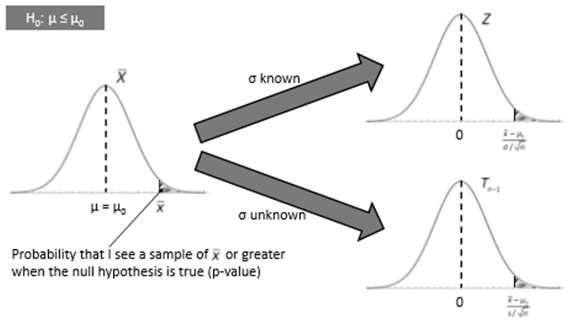 H₀: μ ≤ μ₀
X̅
μ = μ₀
x̅
Probability that I see a sample of x̅ or greater
when the null hypothesis is true (p-value)
σ known
σ unknown
Z
0
x̅−μ₀
σ/√n
Tₙ₋₁
0
x̅−μ₀
s/√n